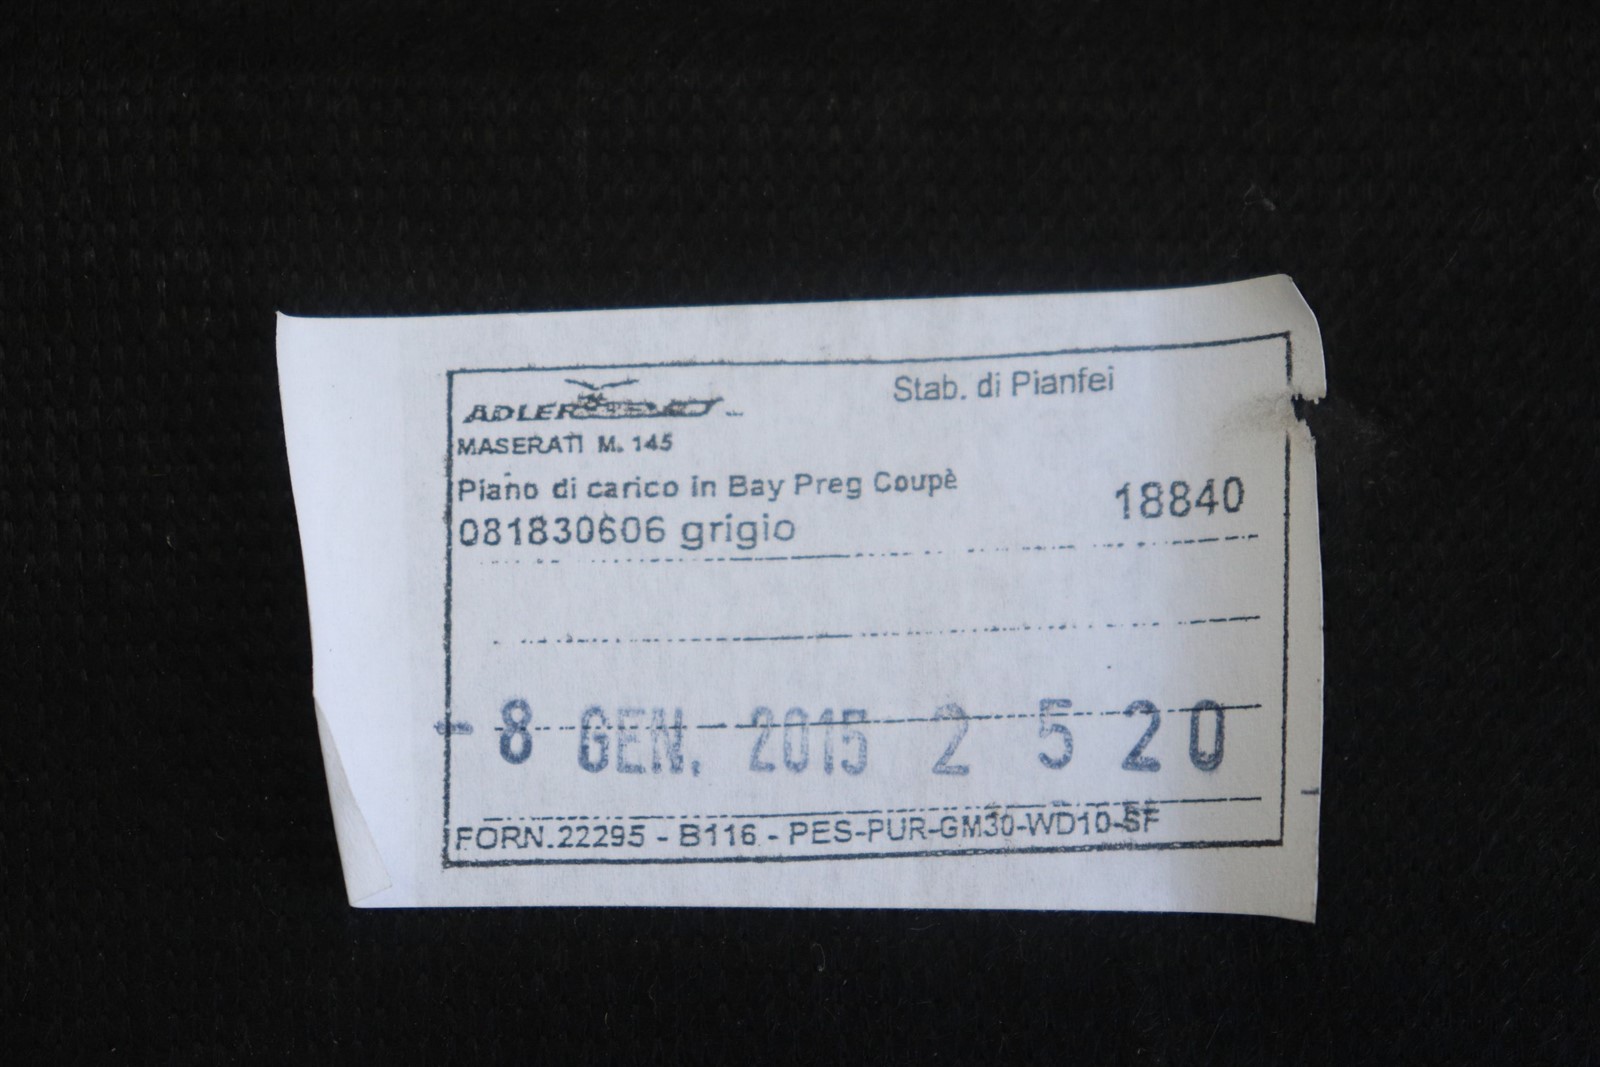 ADLER
Stab. di Pianfei
MASERATI M. 145
Piano di carico in Bay Preg Coupè
081830606 grigio
18840
- 8 GEN. 2015 2 5 20
FORN.22295 - B116 - PES-PUR-GM30-WD10-SF